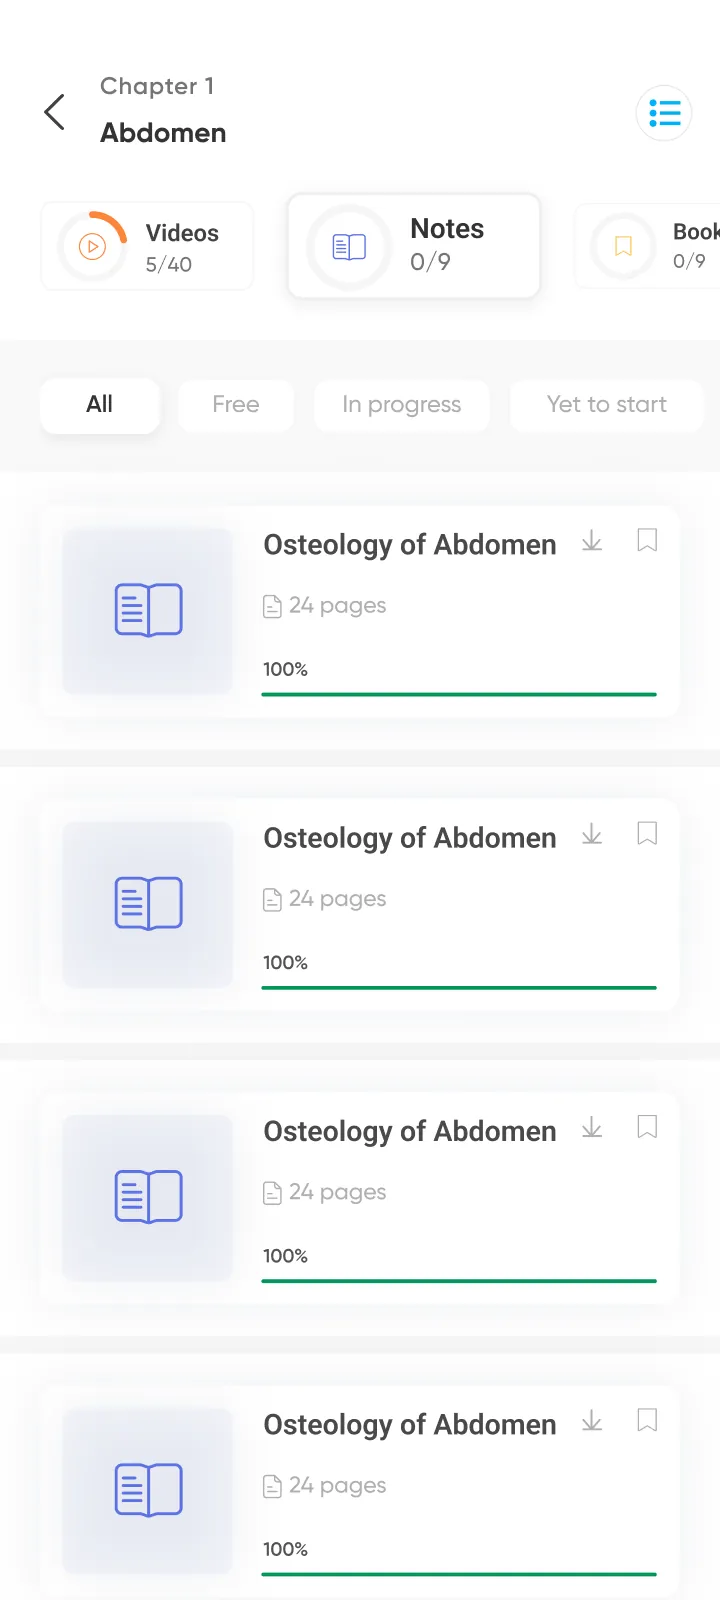 Chapter 1
Abdomen
Videos
5/40
Notes
0/9
Book
0/9
All
Free
In progress
Yet to start
Osteology of Abdomen
24 pages
100%
Osteology of Abdomen
24 pages
100%
Osteology of Abdomen
24 pages
100%
Osteology of Abdomen
24 pages
100%